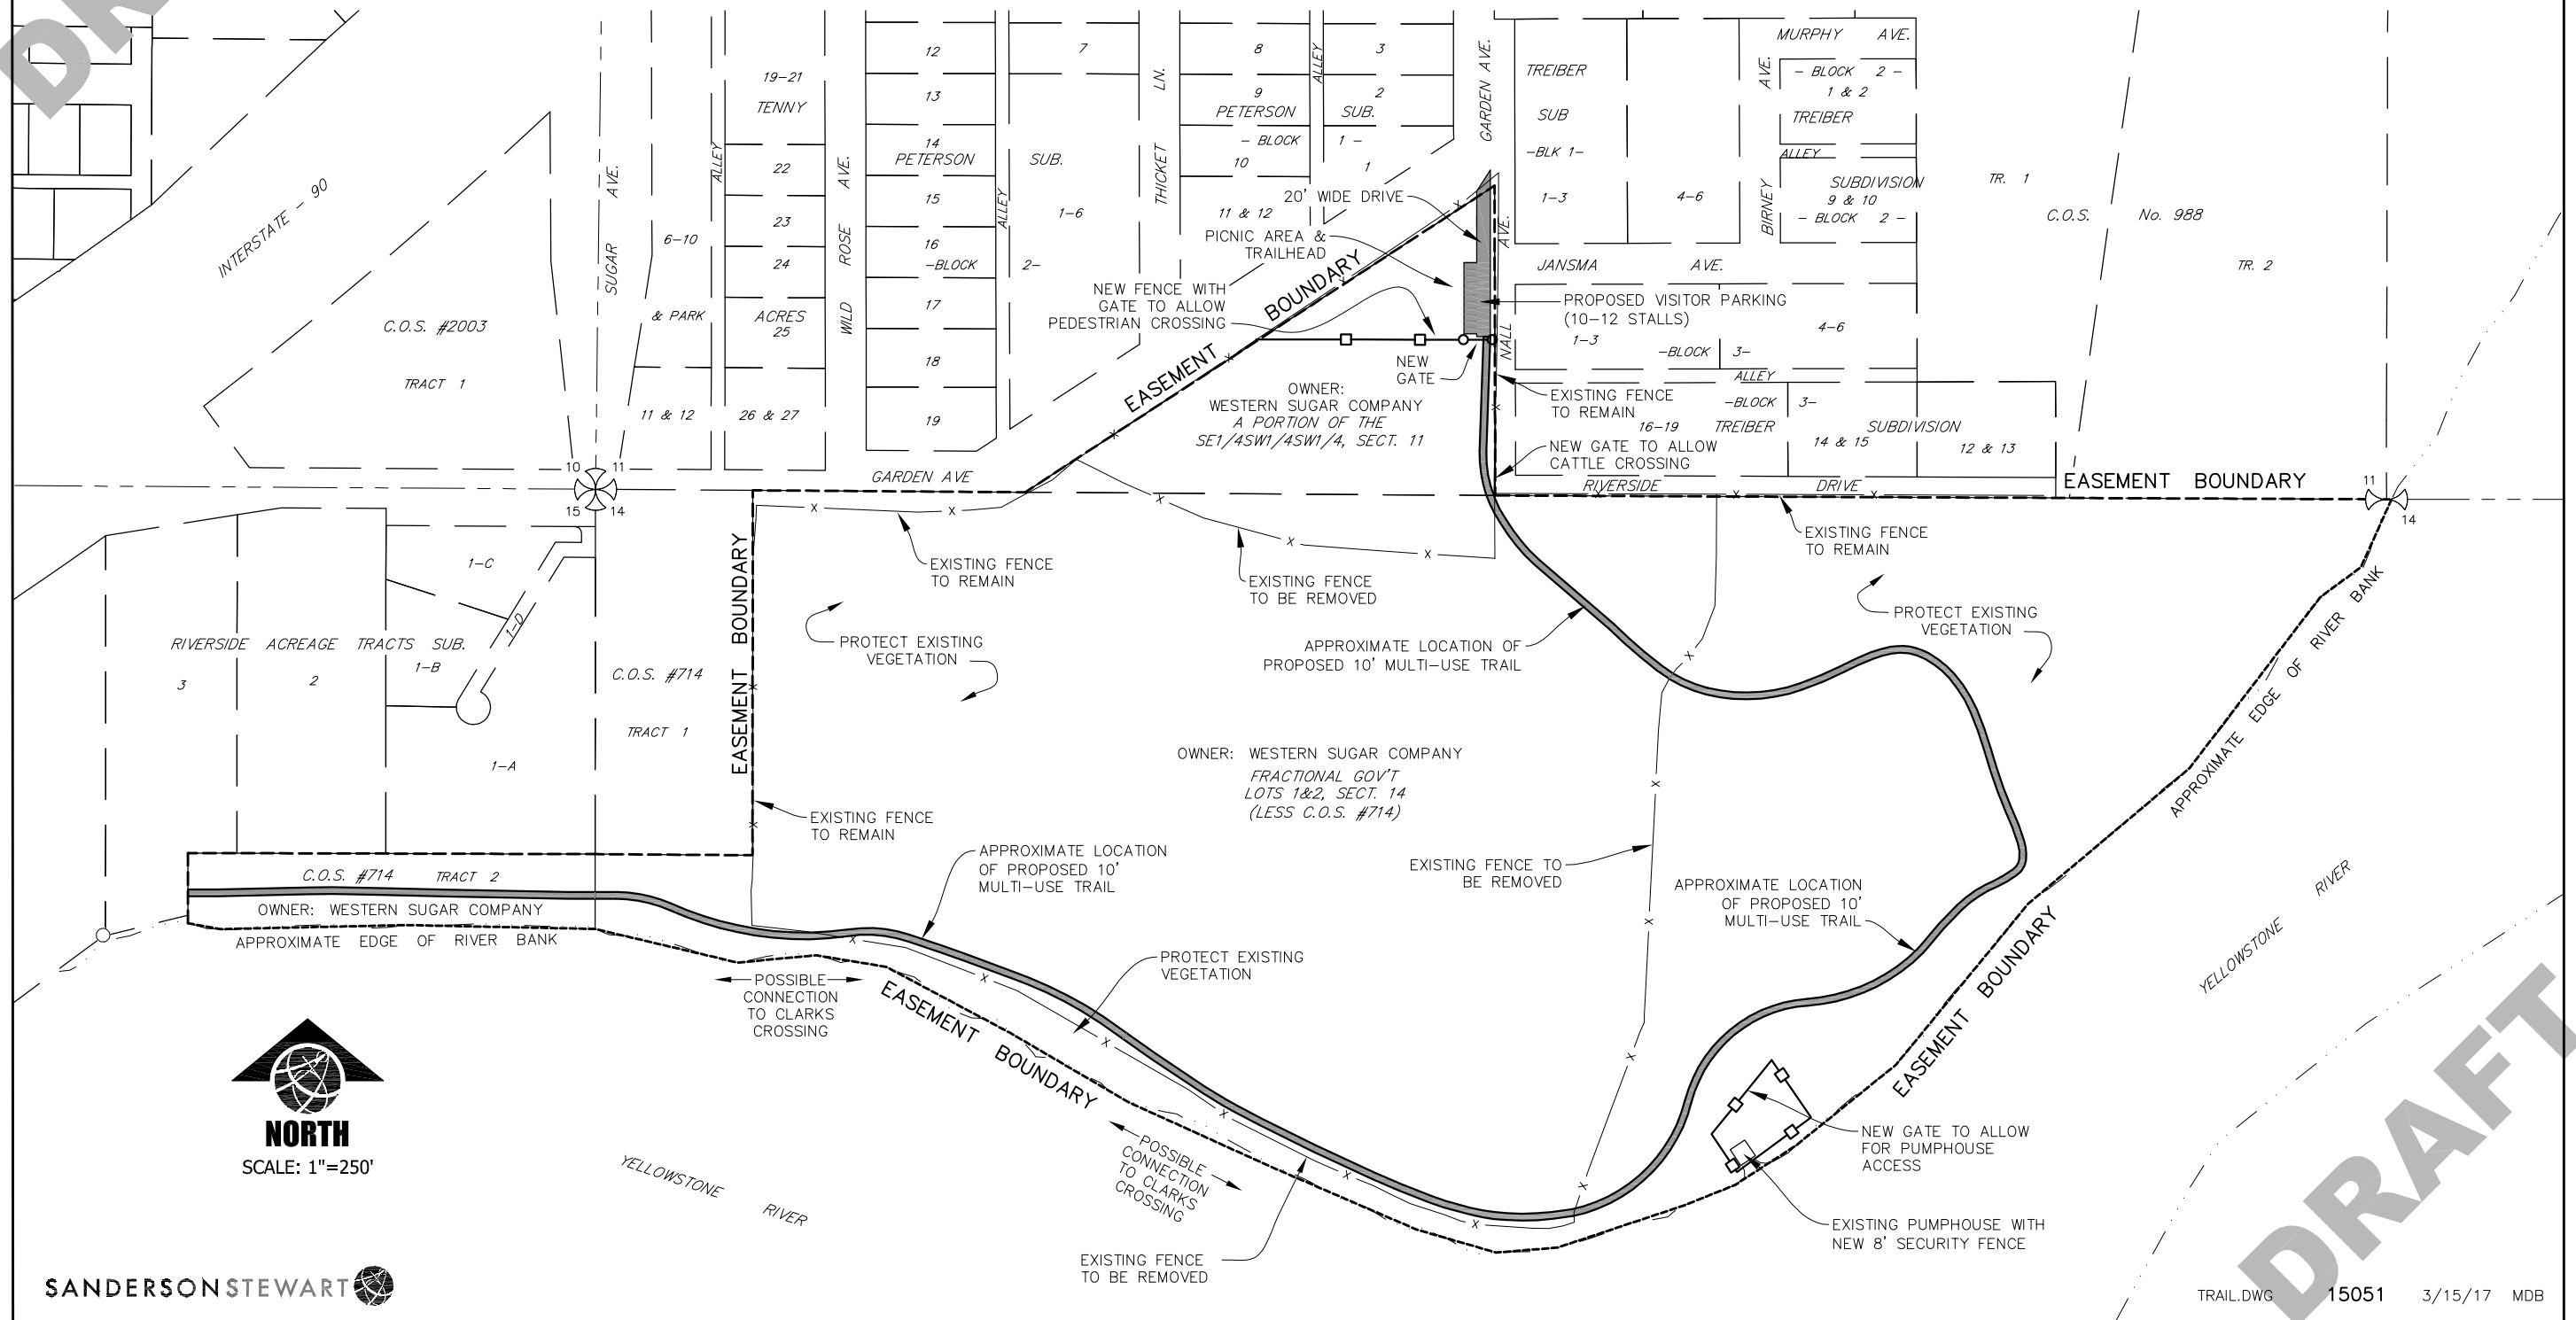 DRAFT
INTERSTATE - 90
C.O.S. #2003
TRACT 1
SUGAR AVE.
6-10
& PARK
11 & 12
ALLEY
19-21
TENNY
22
23
24
ACRES
25
26 & 27
WILD ROSE AVE.
12
13
14
PETERSON SUB.
15
16
-BLOCK 2-
17
18
19
ALLEY
7
1-6
THICKET LN.
8
9
PETERSON SUB.
- BLOCK 1 -
10
11 & 12
ALLEY
3
2
1
GARDEN AVE.
20' WIDE DRIVE
PICNIC AREA &
TRAILHEAD
NEW FENCE WITH
GATE TO ALLOW
PEDESTRIAN CROSSING
EASEMENT BOUNDARY
NEW
GATE
OWNER:
WESTERN SUGAR COMPANY
A PORTION OF THE
SE1/4SW1/4SW1/4, SECT. 11
NALL AVE.
TREIBER
SUB
-BLK 1-
1-3
4-6
MURPHY AVE.
- BLOCK 2 -
1 & 2
TREIBER
ALLEY
SUBDIVISION
9 & 10
- BLOCK 2 -
BIRNEY AVE.
JANSMA AVE.
PROPOSED VISITOR PARKING
(10-12 STALLS)
1-3
4-6
-BLOCK 3-
ALLEY
EXISTING FENCE
TO REMAIN
-BLOCK 3-
16-19
TREIBER SUBDIVISION
14 & 15
12 & 13
NEW GATE TO ALLOW
CATTLE CROSSING
RIVERSIDE DRIVE
TR. 1
C.O.S. No. 988
TR. 2
EASEMENT BOUNDARY
11
14
10 11
15 14
GARDEN AVE
EXISTING FENCE
TO REMAIN
EXISTING FENCE
TO BE REMOVED
EXISTING FENCE
TO REMAIN
PROTECT EXISTING
VEGETATION
PROTECT EXISTING
VEGETATION
APPROXIMATE LOCATION OF
PROPOSED 10' MULTI-USE TRAIL
EASEMENT BOUNDARY
1-C
1-D
RIVERSIDE ACREAGE TRACTS SUB.
3
2
1-B
1-A
C.O.S. #714
TRACT 1
OWNER: WESTERN SUGAR COMPANY
FRACTIONAL GOV'T
LOTS 1&2, SECT. 14
(LESS C.O.S. #714)
EXISTING FENCE
TO REMAIN
APPROXIMATE LOCATION
OF PROPOSED 10'
MULTI-USE TRAIL
EXISTING FENCE TO
BE REMOVED
APPROXIMATE LOCATION
OF PROPOSED 10'
MULTI-USE TRAIL
APPROXIMATE EDGE OF RIVER BANK
YELLOWSTONE RIVER
C.O.S. #714 TRACT 2
OWNER: WESTERN SUGAR COMPANY
APPROXIMATE EDGE OF RIVER BANK
POSSIBLE
CONNECTION
TO CLARKS
CROSSING
PROTECT EXISTING
VEGETATION
EASEMENT BOUNDARY
EASEMENT BOUNDARY
POSSIBLE
CONNECTION
TO CLARKS
CROSSING
NEW GATE TO ALLOW
FOR PUMPHOUSE
ACCESS
EXISTING PUMPHOUSE WITH
NEW 8' SECURITY FENCE
EXISTING FENCE
TO BE REMOVED
YELLOWSTONE RIVER
NORTH
SCALE: 1"=250'
SANDERSON STEWART
DRAFT
TRAIL.DWG 15051 3/15/17 MDB